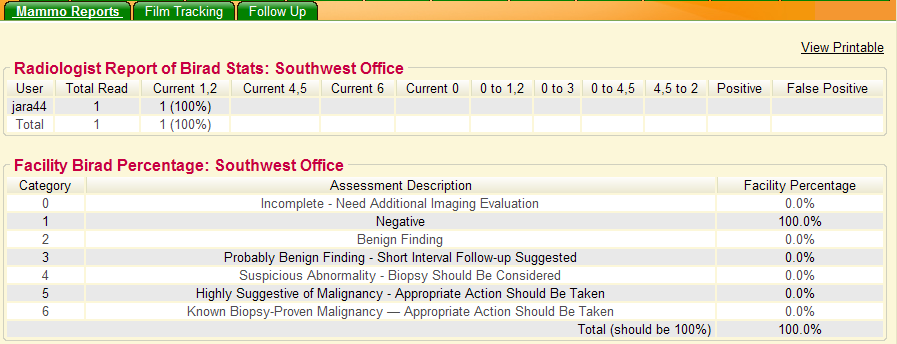 Mammo Reports Film Tracking Follow Up
View Printable
Radiologist Report of Birad Stats: Southwest Office
User Total Read Current 1,2 Current 4,5 Current 6 Current 0 0 to 1,2 0 to 3 0 to 4,5 4,5 to 2 Positive False Positive
jara44 1 1 (100%)
Total 1 1 (100%)
Facility Birad Percentage: Southwest Office
Category Assessment Description Facility Percentage
0 Incomplete - Need Additional Imaging Evaluation 0.0%
1 Negative 100.0%
2 Benign Finding 0.0%
3 Probably Benign Finding - Short Interval Follow-up Suggested 0.0%
4 Suspicious Abnormality - Biopsy Should Be Considered 0.0%
5 Highly Suggestive of Malignancy - Appropriate Action Should Be Taken 0.0%
6 Known Biopsy-Proven Malignancy — Appropriate Action Should Be Taken 0.0%
Total (should be 100%) 100.0%